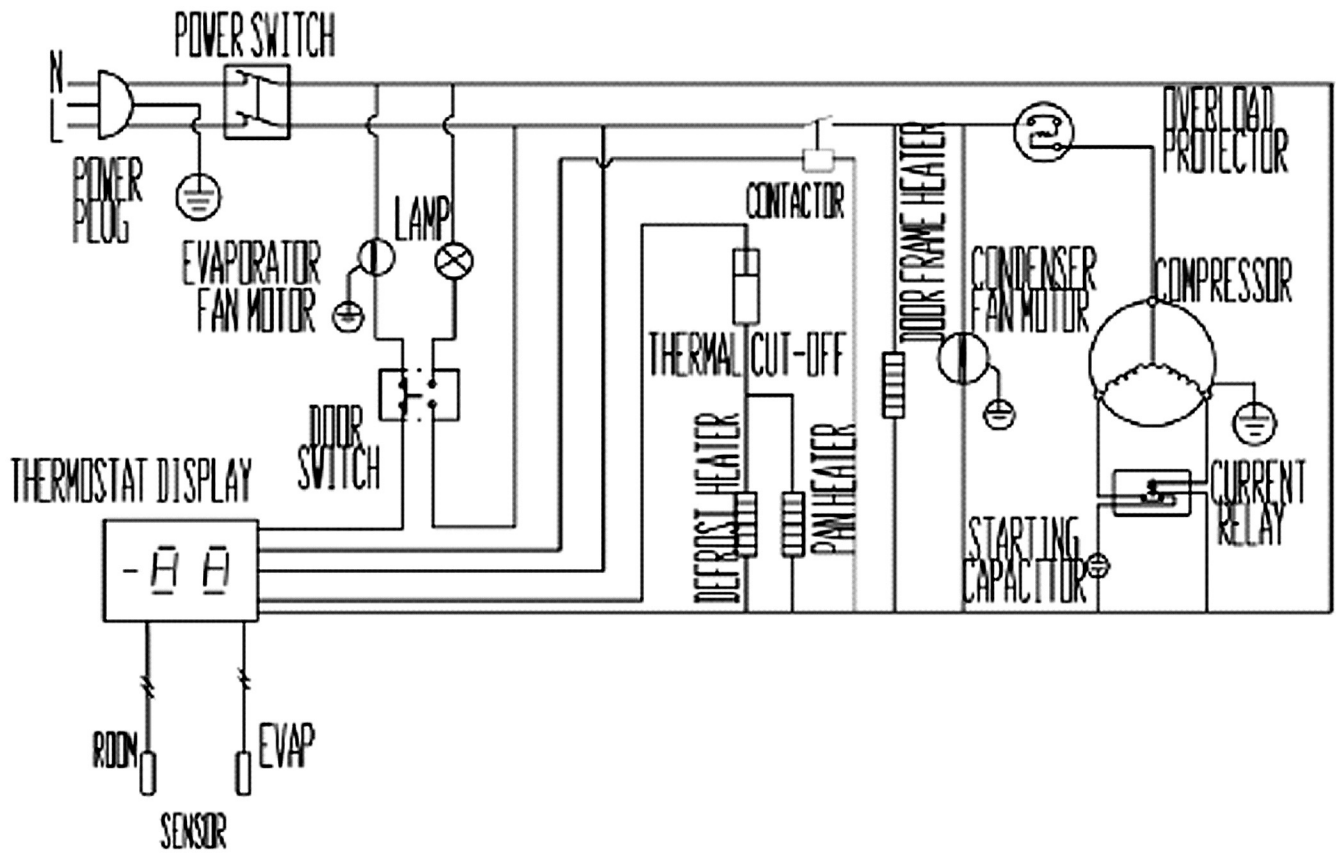 POWER SWITCH
N
L
POWER
PLUG
OVERLOAD
PROTECTOR
CONTACTOR
LAMP
EVAPORATOR
FAN MOTOR
DOOR FRAME HEATER
CONDENSER
FAN MOTOR
COMPRESSOR
THERMAL CUT-OFF
DOOR
SWITCH
DEFROST HEATER
PAN HEATER
THERMOSTAT DISPLAY
-88
CURRENT
RELAY
STARTING
CAPACITOR
ROOM
EVAP
SENSOR